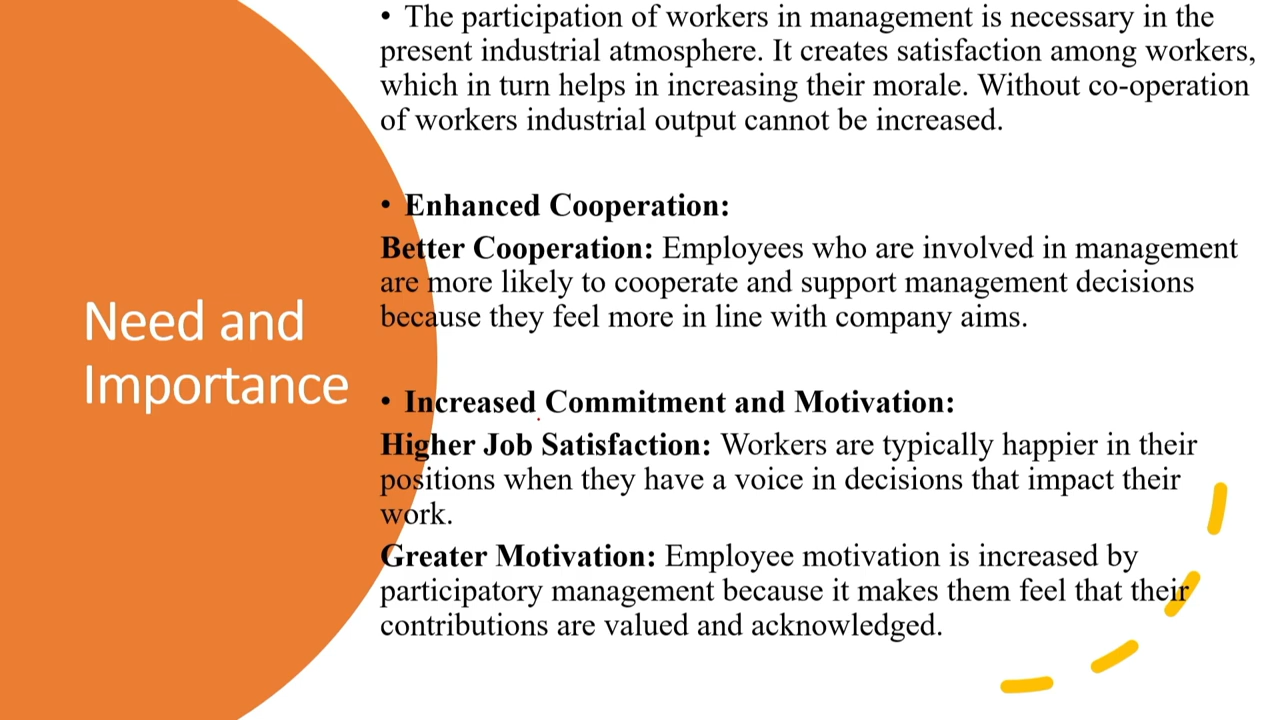 Need and
Importance
• The participation of workers in management is necessary in the
present industrial atmosphere. It creates satisfaction among workers,
which in turn helps in increasing their morale. Without co-operation
of workers industrial output cannot be increased.
• Enhanced Cooperation:
Better Cooperation: Employees who are involved in management
are more likely to cooperate and support management decisions
because they feel more in line with company aims.
• Increased Commitment and Motivation:
Higher Job Satisfaction: Workers are typically happier in their
positions when they have a voice in decisions that impact their
work.
Greater Motivation: Employee motivation is increased by
participatory management because it makes them feel that their
contributions are valued and acknowledged.